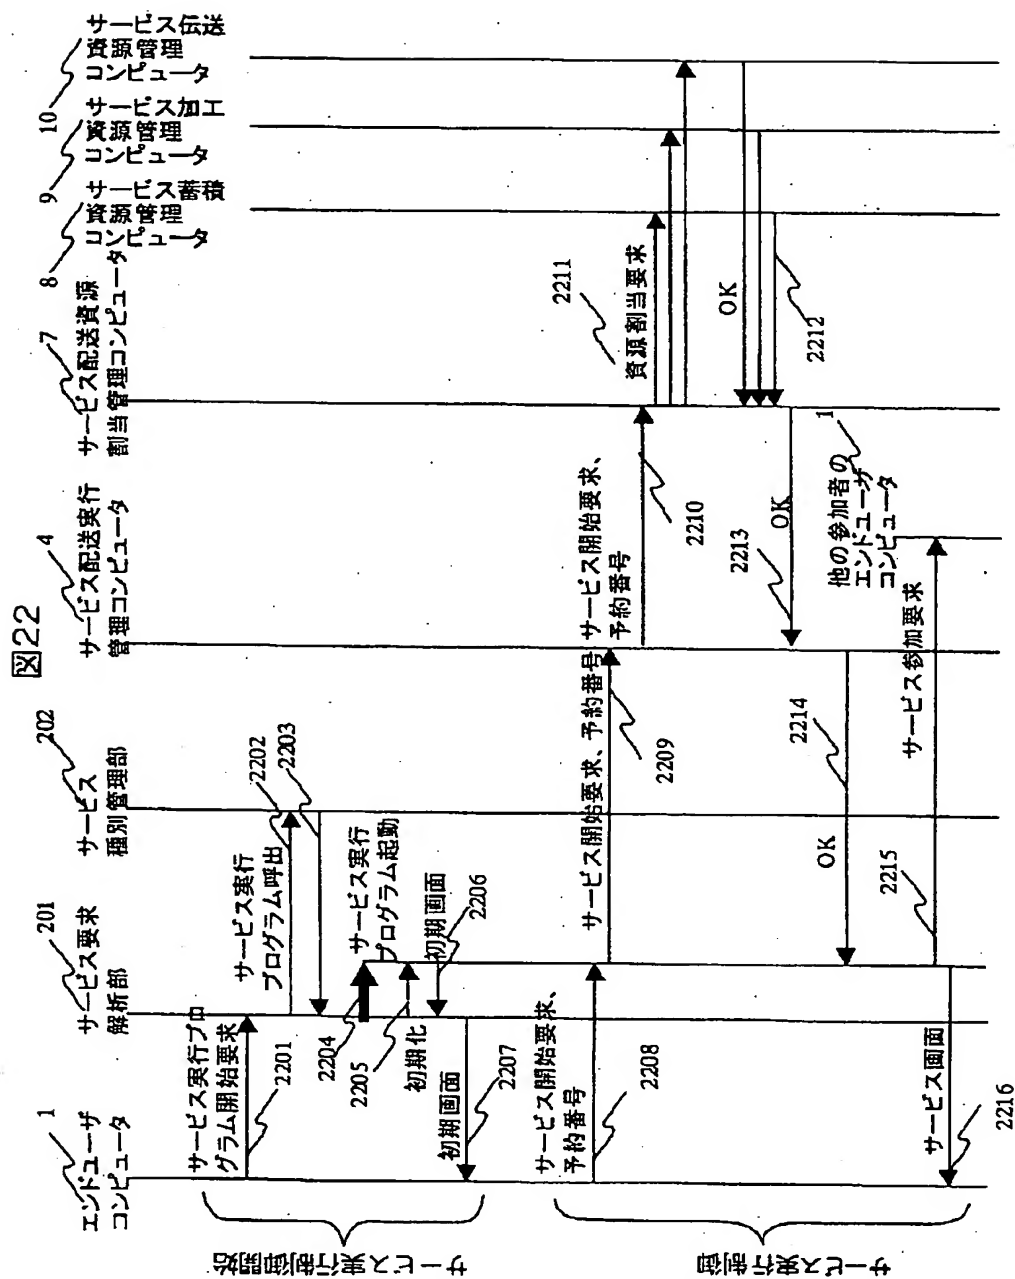 図22
1
エンドユーザ
コンピュータ
201
サービス要求
解析部
202
サービス
種別管理部
4
サービス配送実行
管理コンピュータ
7
サービス配送資源
割当管理コンピュータ
8
サービス蓄積
資源管理
コンピュータ
9
サービス加工
資源管理
コンピュータ
10
サービス伝送
資源管理
コンピュータ
サービス実行制御開始
サービス実行プロ
グラム開始要求
2201
サービス実行
プログラム呼出
2202
2203
2204
サービス実行
プログラム起動
2205
初期化
初期画面
2206
初期画面
2207
サービス実行制御
サービス開始要求、
予約番号
2208
サービス開始要求、予約番号
2209
サービス開始要求、
予約番号
2210
資源割当要求
2211
OK
2212
OK
2213
OK
2214
他の参加者の
エンドユーザ
コンピュータ
1
サービス参加要求
2215
サービス画面
2216